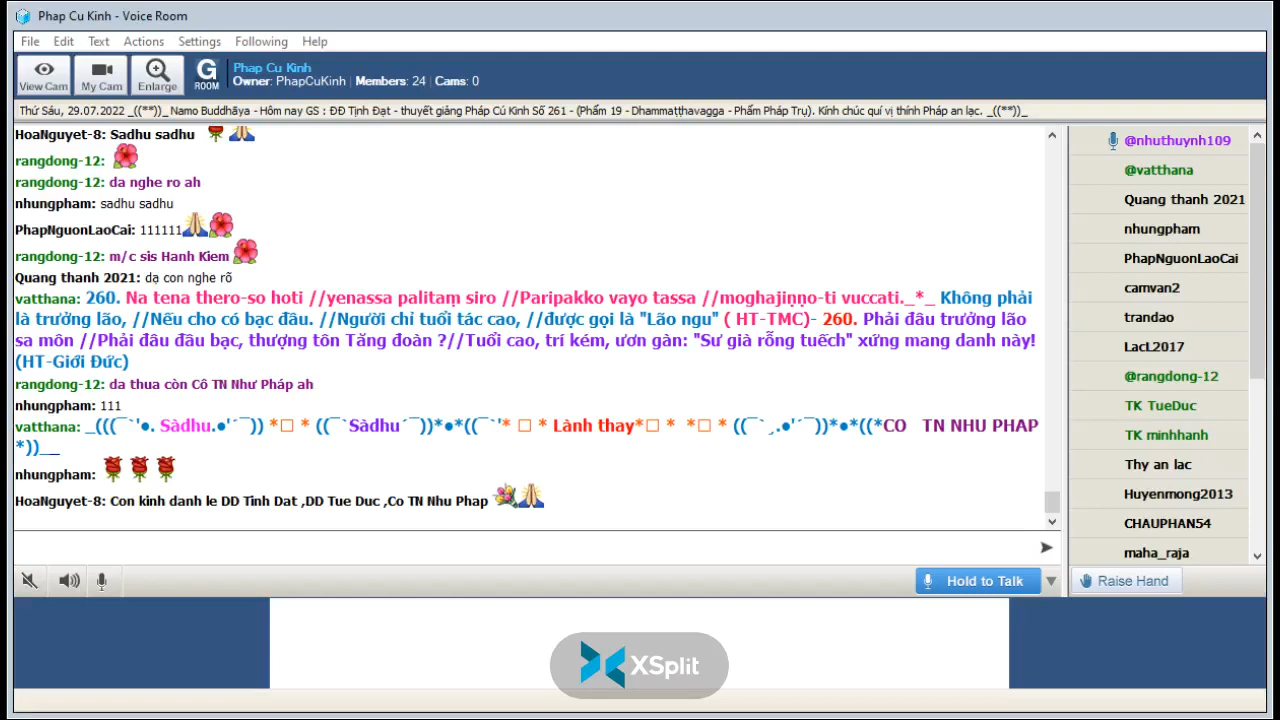 Phap Cu Kinh - Voice Room
File Edit Text Actions Settings Following Help
View Cam My Cam Enlarge G ROOM
Phap Cu Kinh
Owner: PhapCuKinh | Members: 24 | Cams: 0
Thứ Sáu, 29.07.2022 _((**))_ Namo Buddhāya - Hôm nay GS : ĐĐ Tịnh Đạt - thuyết giảng Pháp Cú Kinh Số 261 - (Phẩm 19 - Dhammaṭṭhavagga - Phẩm Pháp Trụ). Kính chúc quí vị thính Pháp an lạc. _((**))_
HoaNguyet-8: Sadhu sadhu
rangdong-12:
rangdong-12: da nghe ro ah
nhungpham: sadhu sadhu
PhapNguonLaoCai: 111111
rangdong-12: m/c sis Hanh Kiem
Quang thanh 2021: dạ con nghe rõ
vatthana: 260. Na tena thero-so hoti //yenassa palitaṃ siro //Paripakko vayo tassa //moghajiṇṇo-ti vuccati._*_ Không phải
là trưởng lão, //Nếu cho có bạc đầu. //Người chỉ tuổi tác cao, //được gọi là "Lão ngu" ( HT-TMC)- 260. Phải đâu trưởng lão
sa môn //Phải đâu đầu bạc, thượng tôn Tăng đoàn ?//Tuổi cao, trí kém, ươn gàn: "Sư già rỗng tuếch" xứng mang danh này!
(HT-Giới Đức)
rangdong-12: da thua còn Cô TN Như Pháp ah
nhungpham: 111
vatthana: _(((¯`'●. Sàdhu.●'´¯)) *□ * ((¯`Sàdhu´¯))*●*((¯`'* □ * Lành thay*□ * *□ * ((¯`¸.●'´¯))*●*((*CO TN NHU PHAP
*))__
nhungpham:
HoaNguyet-8: Con kinh danh le DD Tinh Dat ,DD Tue Duc ,Co TN Nhu Phap
@nhuthuynh109
@vatthana
Quang thanh 2021
nhungpham
PhapNguonLaoCai
camvan2
trandao
LacL2017
@rangdong-12
TK TueDuc
TK minhhanh
Thy an lac
Huyenmong2013
CHAUPHAN54
maha_raja
Hold to Talk
Raise Hand
XSplit